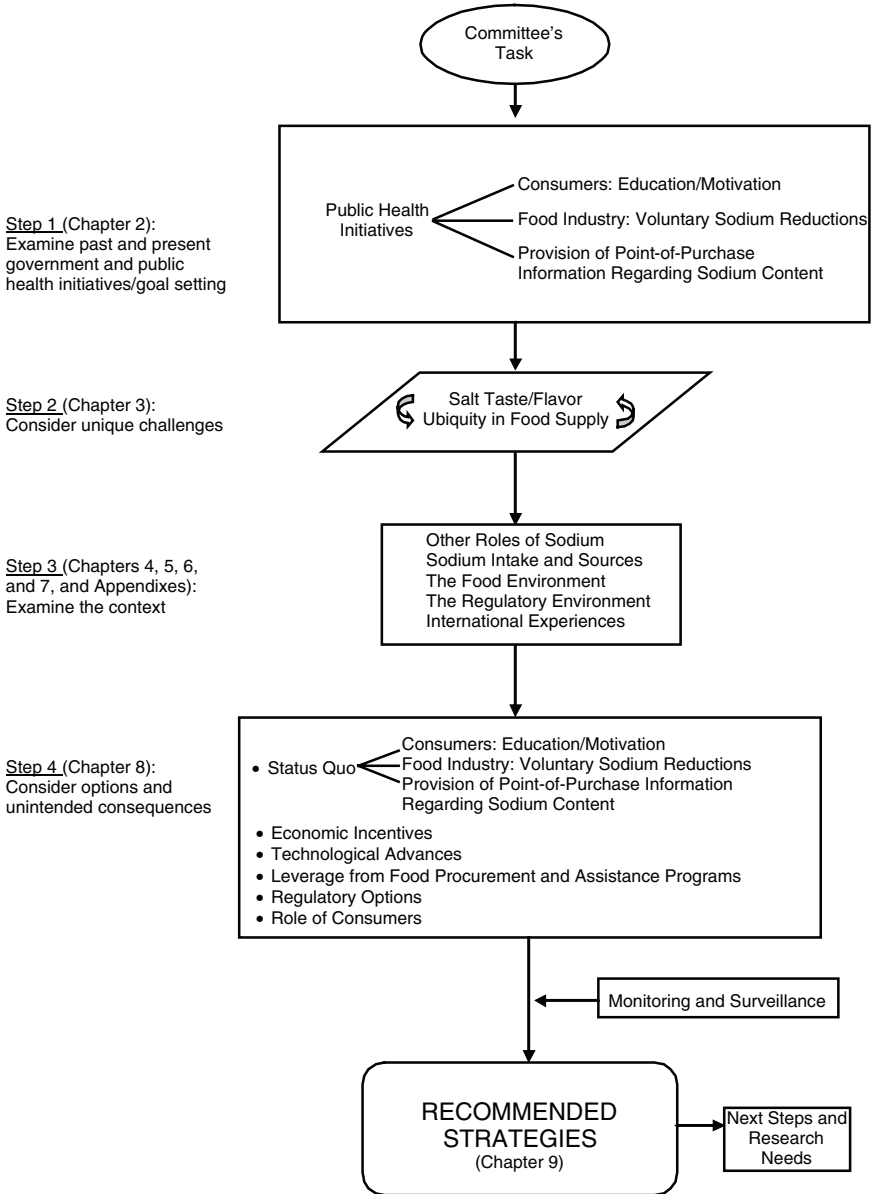 Committee's
Task
Step 1 (Chapter 2):
Examine past and present
government and public
health initiatives/goal setting
Public Health
Initiatives
Consumers: Education/Motivation
Food Industry: Voluntary Sodium Reductions
Provision of Point-of-Purchase
Information Regarding Sodium Content
Step 2 (Chapter 3):
Consider unique challenges
Salt Taste/Flavor
Ubiquity in Food Supply
Step 3 (Chapters 4, 5, 6,
and 7, and Appendixes):
Examine the context
Other Roles of Sodium
Sodium Intake and Sources
The Food Environment
The Regulatory Environment
International Experiences
Step 4 (Chapter 8):
Consider options and
unintended consequences
• Status Quo
Consumers: Education/Motivation
Food Industry: Voluntary Sodium Reductions
Provision of Point-of-Purchase Information
Regarding Sodium Content
• Economic Incentives
• Technological Advances
• Leverage from Food Procurement and Assistance Programs
• Regulatory Options
• Role of Consumers
Monitoring and Surveillance
RECOMMENDED
STRATEGIES
(Chapter 9)
Next Steps and
Research
Needs